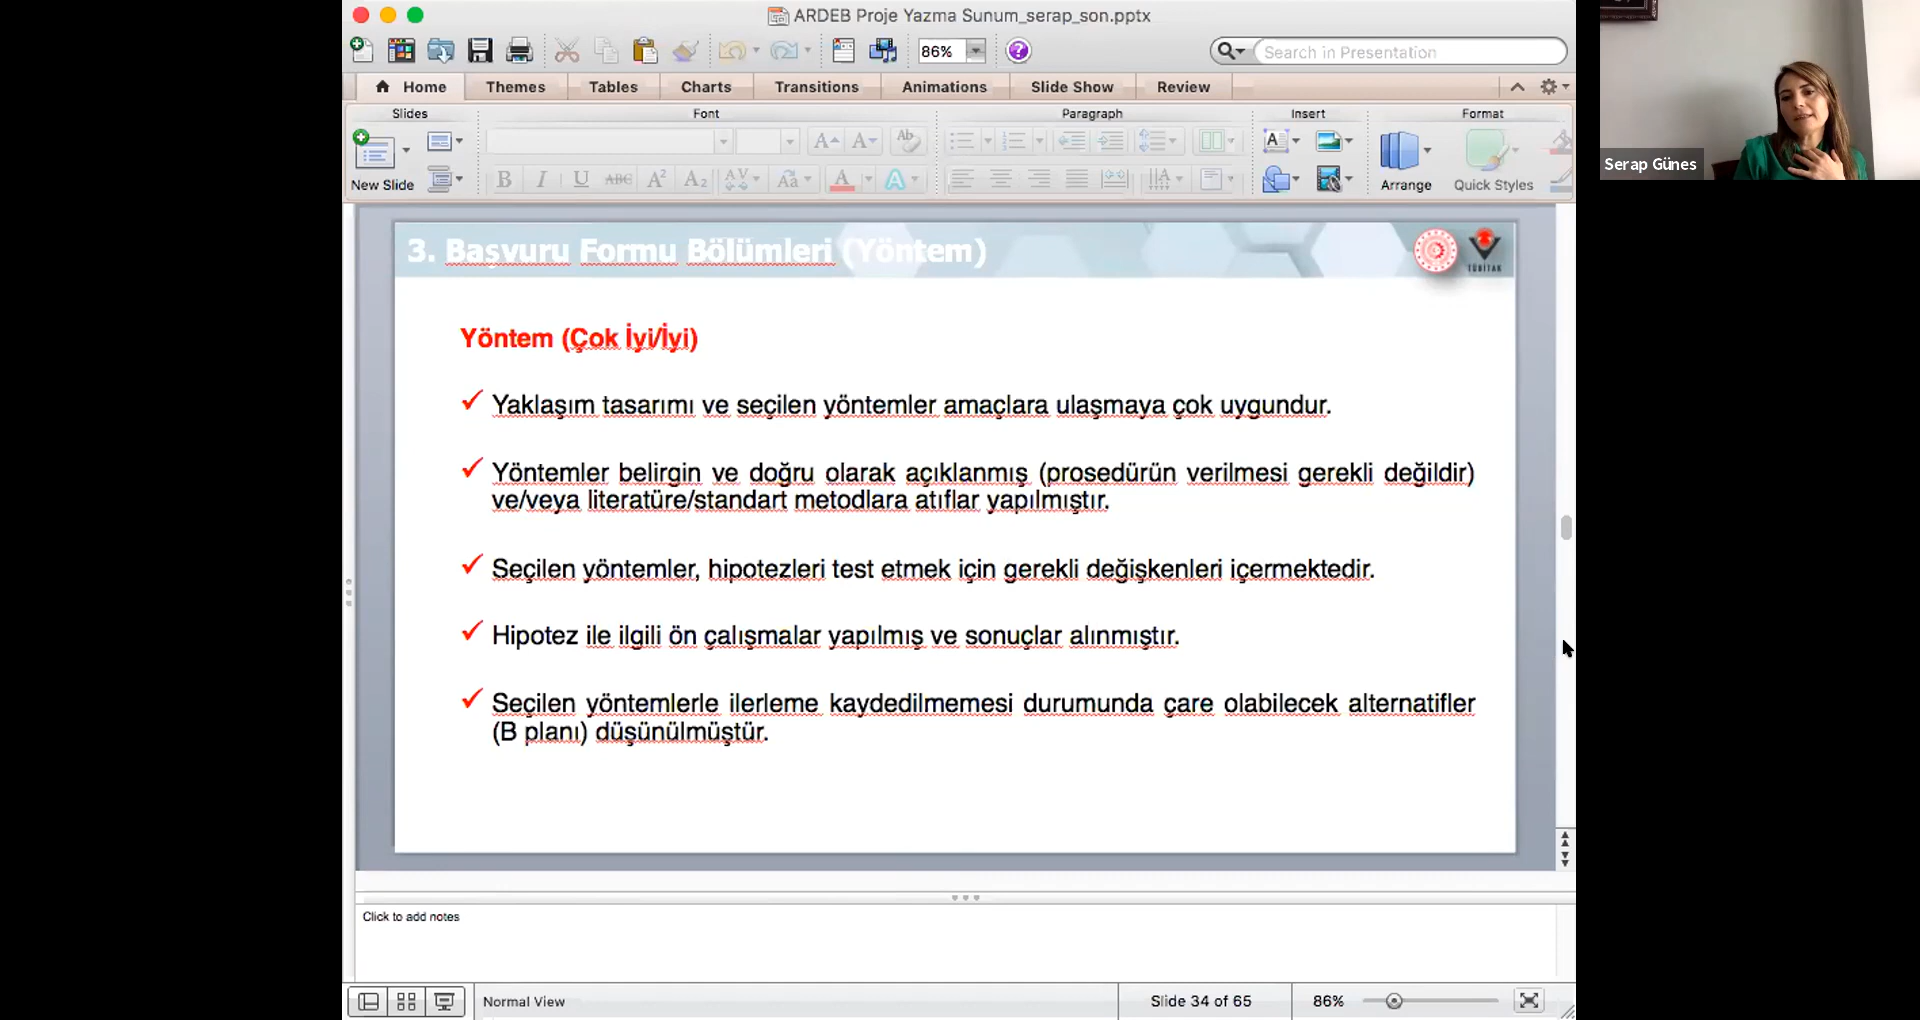 ARDEB Proje Yazma Sunum_serap_son.pptx
86%
Search in Presentation
Home
Themes
Tables
Charts
Transitions
Animations
Slide Show
Review
Slides
Font
Paragraph
Insert
Format
New Slide
Arrange
Quick Styles
3. Başvuru Formu Bölümleri (Yöntem)
TÜBİTAK
Yöntem (Çok İyi/İyi)
Yaklaşım tasarımı ve seçilen yöntemler amaçlara ulaşmaya çok uygundur.
Yöntemler belirgin ve doğru olarak açıklanmış (prosedürün verilmesi gerekli değildir)
ve/veya literatüre/standart metodlara atıflar yapılmıştır.
Seçilen yöntemler, hipotezleri test etmek için gerekli değişkenleri içermektedir.
Hipotez ile ilgili ön çalışmalar yapılmış ve sonuçlar alınmıştır.
Seçilen yöntemlerle ilerleme kaydedilmemesi durumunda çare olabilecek alternatifler
(B planı) düşünülmüştür.
Click to add notes
Normal View
Slide 34 of 65
86%
Serap Günes